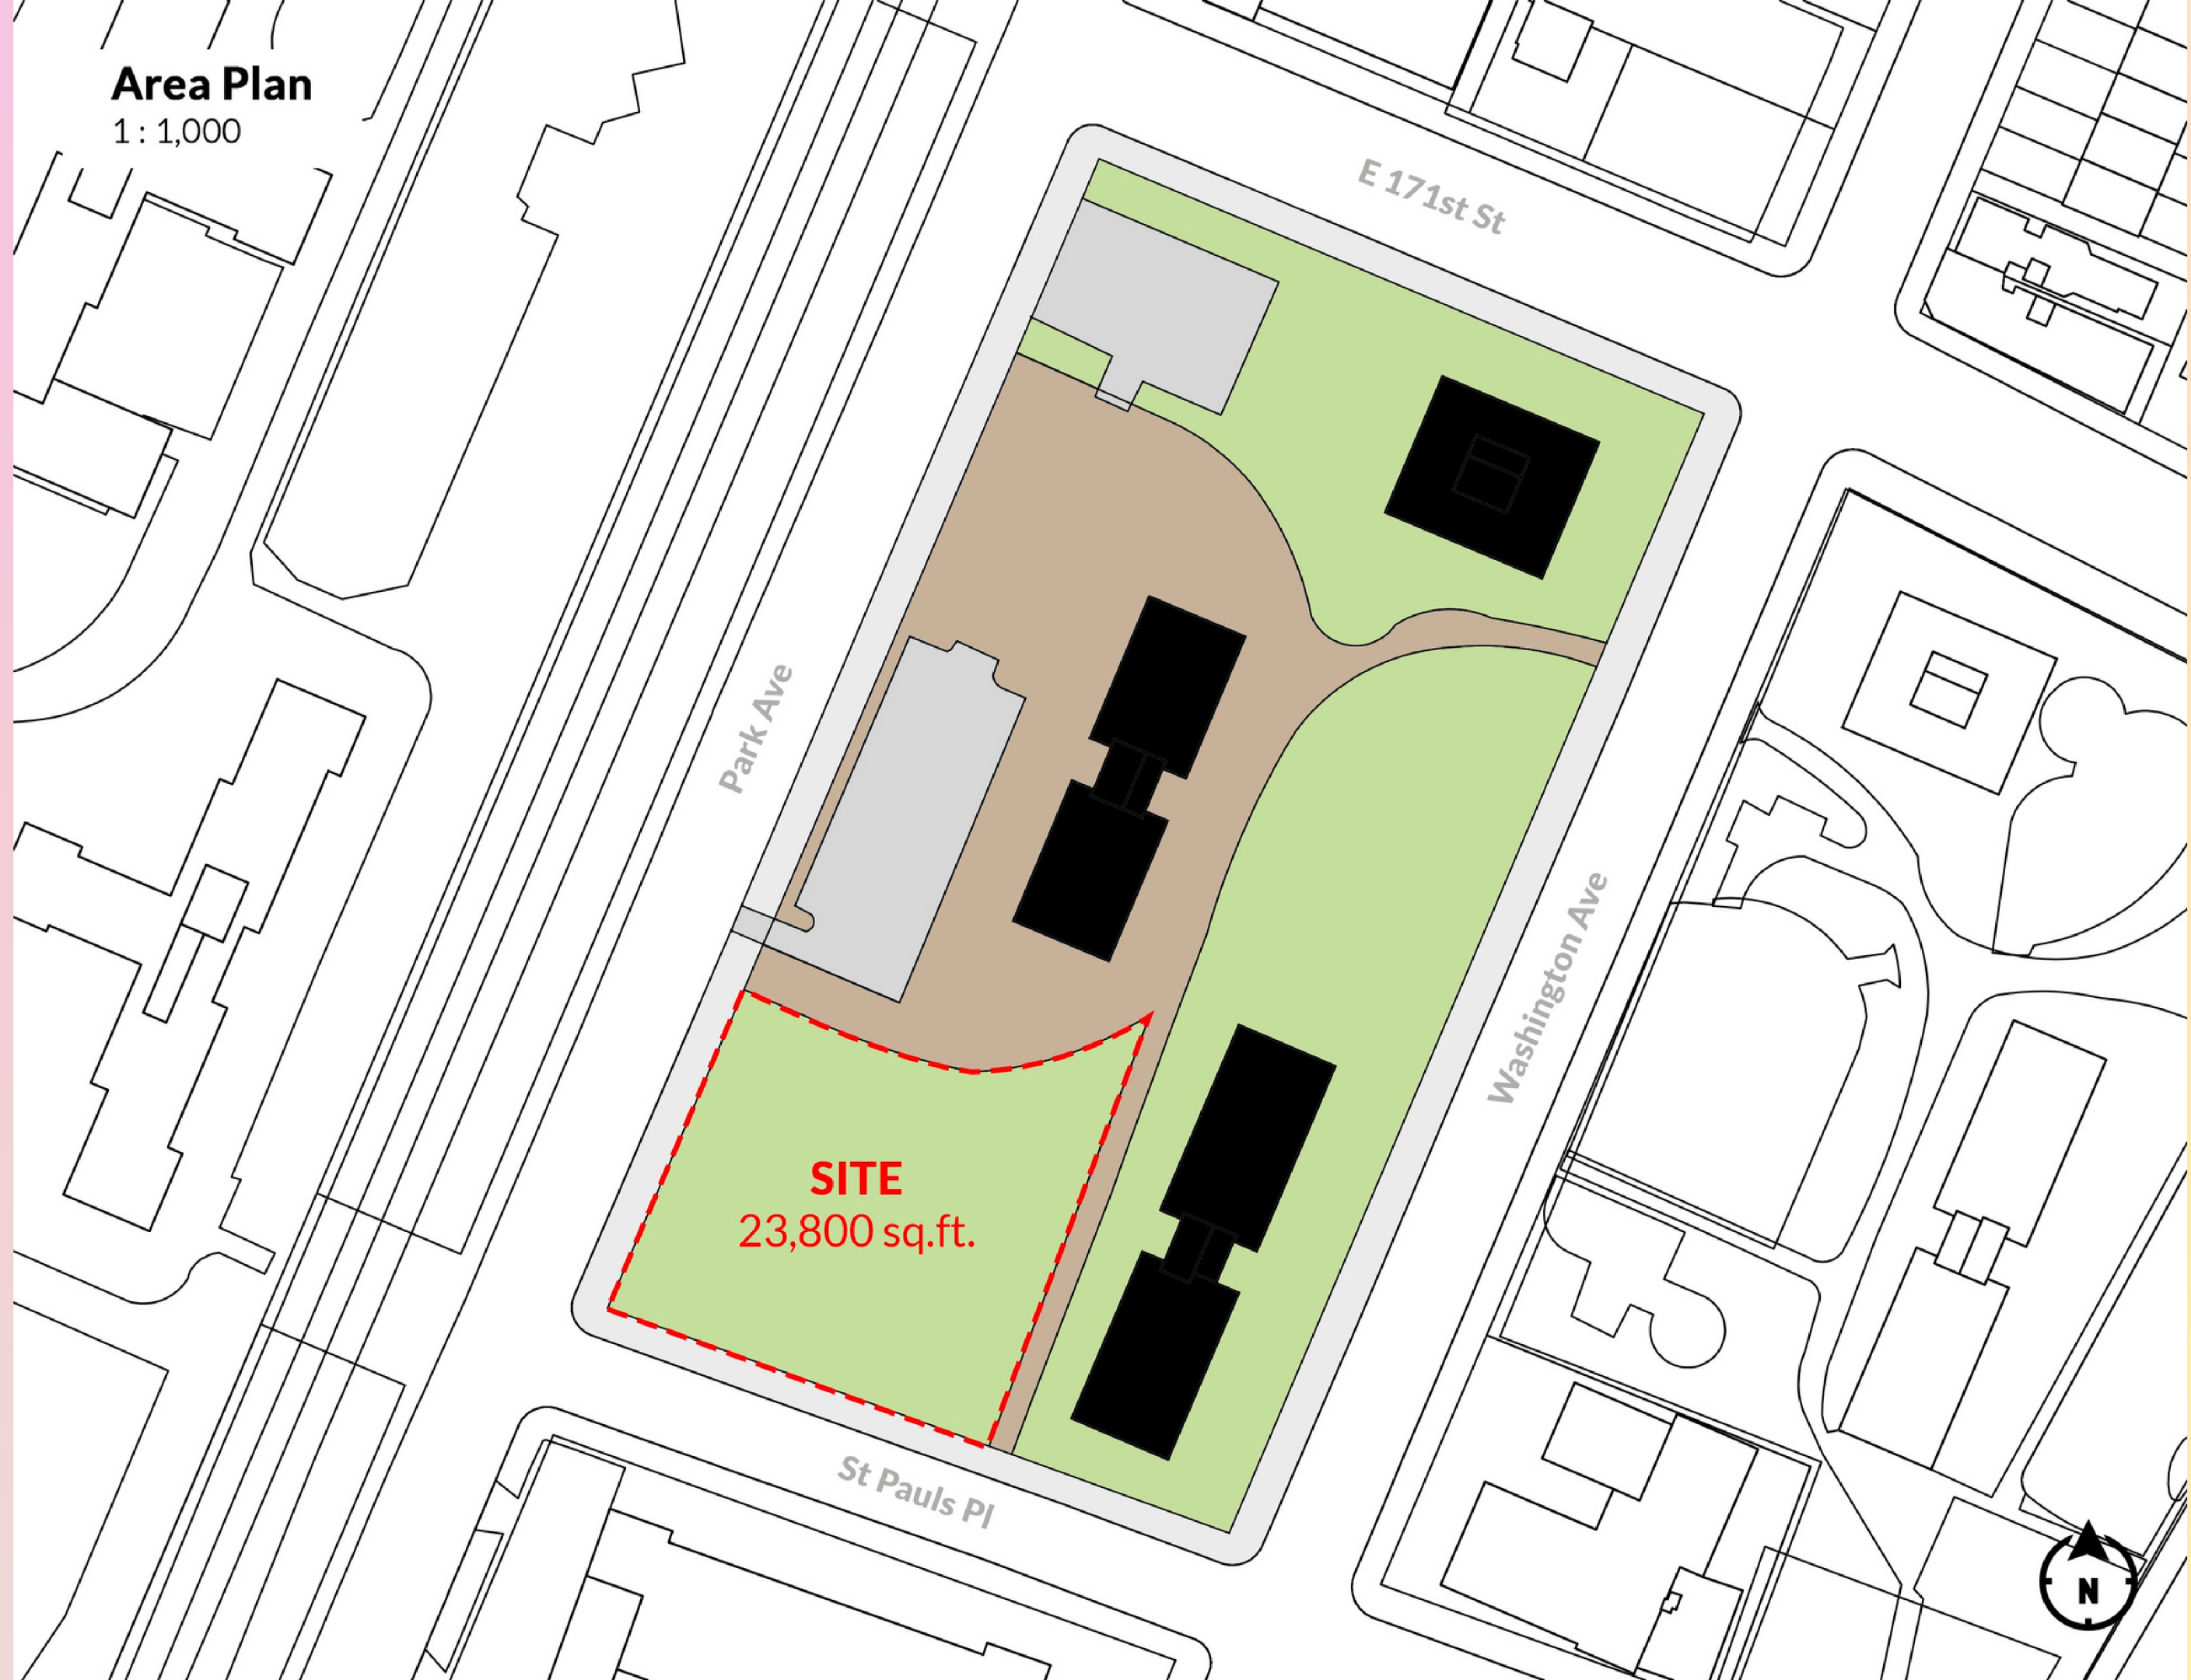 Area Plan
1 : 1,000
E 171st St
Park Ave
Washington Ave
SITE
23,800 sq.ft.
St Pauls Pl
N